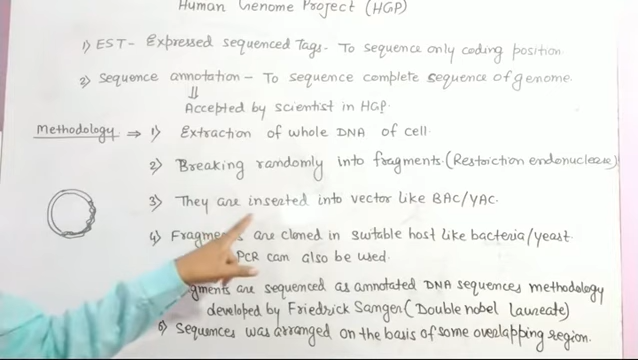 Human Genome Project (HGP)
1) EST- Expressed sequenced Tags- To sequence only coding position
2) Sequence annotation - To sequence complete sequence of genome.
⇓
Accepted by scientist in HGP.
Methodology ⇒ 1) Extraction of whole DNA of cell.
2) Breaking randomly into fragments.(Restoiction endonuclease)
3) They are inserted into vector like BAC/YAC.
4) Fragments are cloned in suitable host like bacteria/yeast
PCR can also be used.
gments are sequenced as annotated DNA sequences methodology
developed by Friedrick Sanger (Double nobel laureate)
6) Sequences was arranged on the basis of some overlapping region.